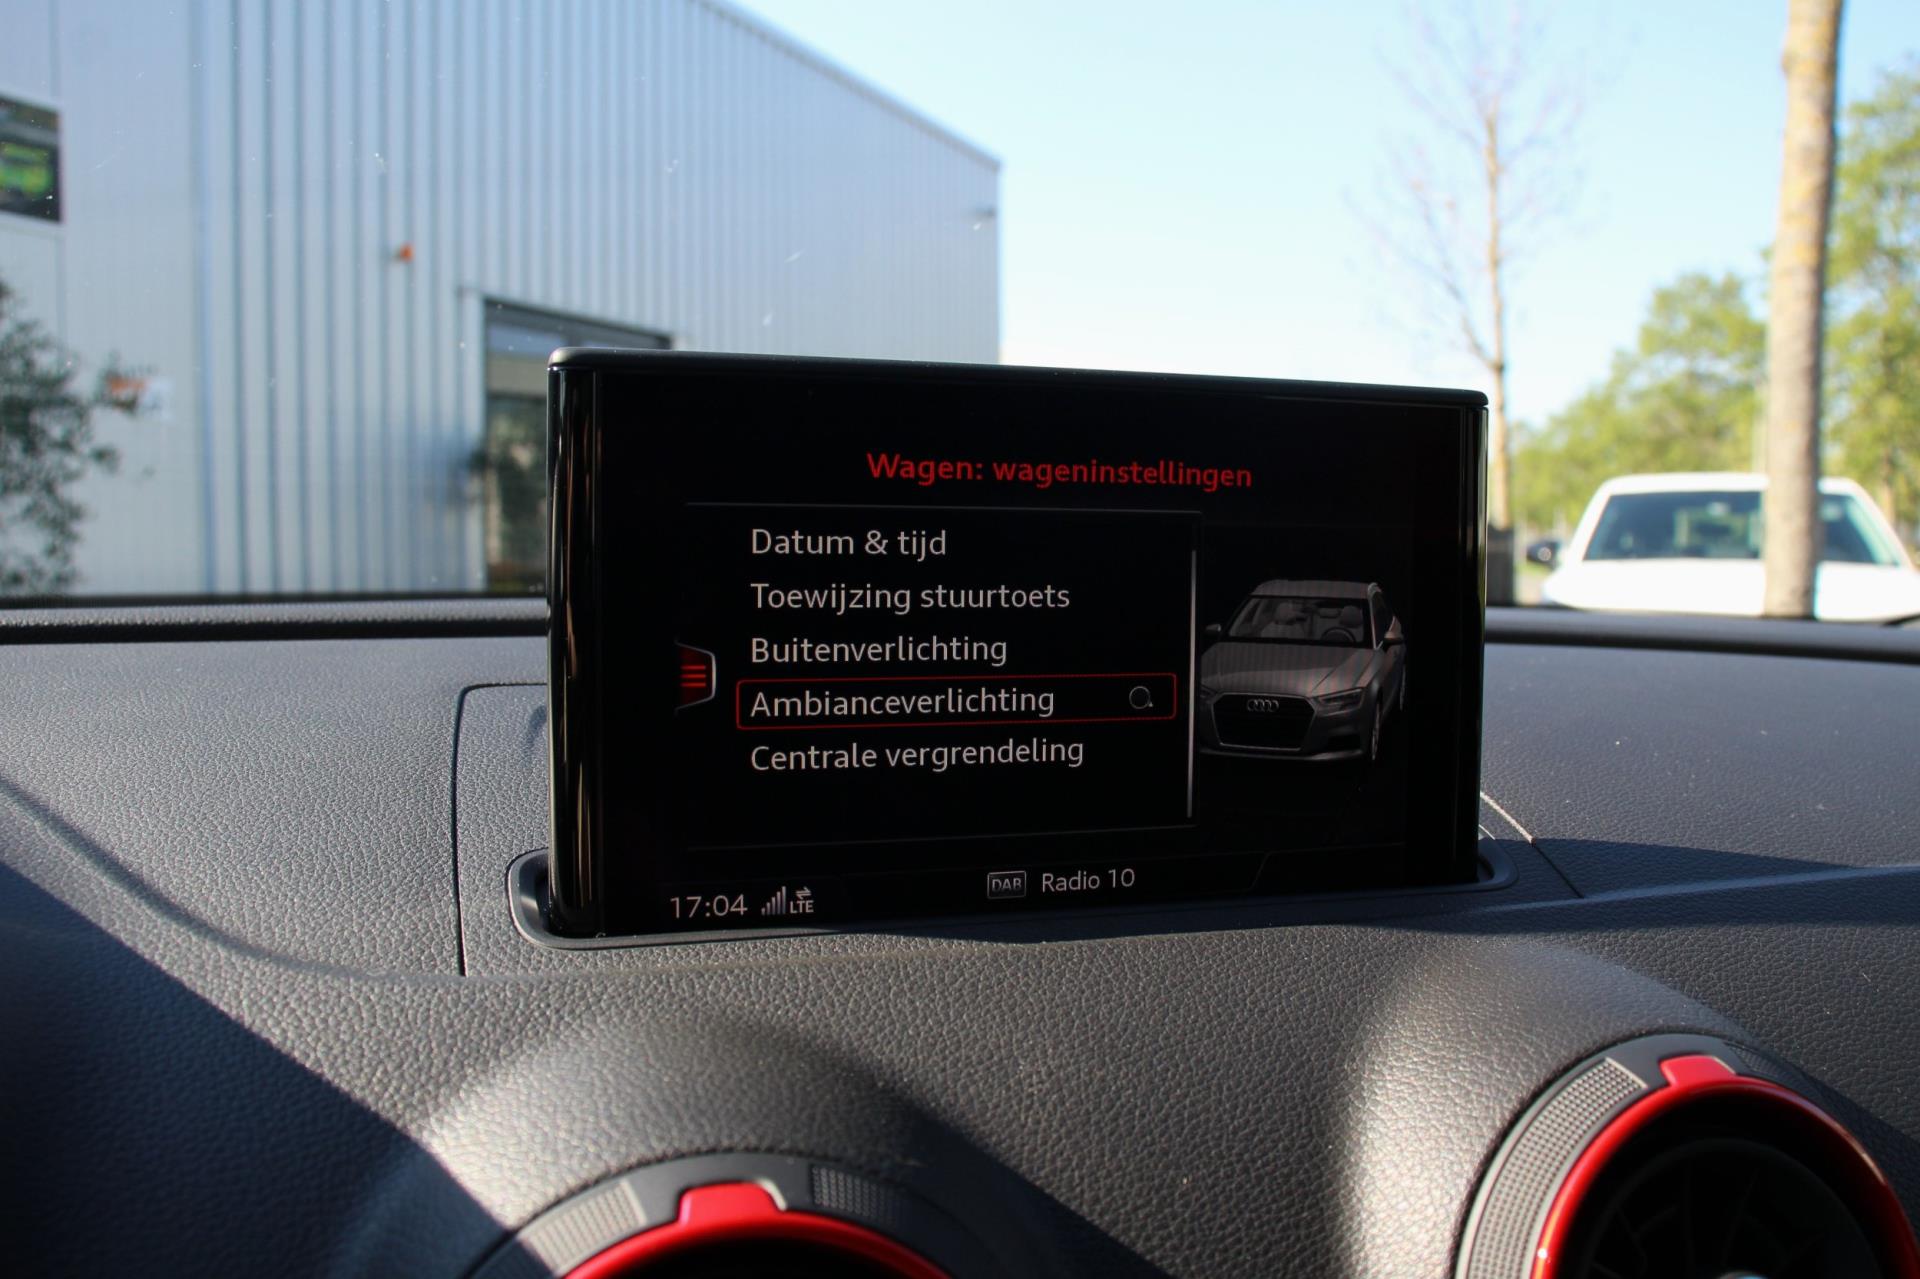 Wagen: wageninstellingen
Datum & tijd
Toewijzing stuurtoets
Buitenverlichting
Ambianceverlichting
Centrale vergrendeling
17:04 LTE
DAB Radio 10